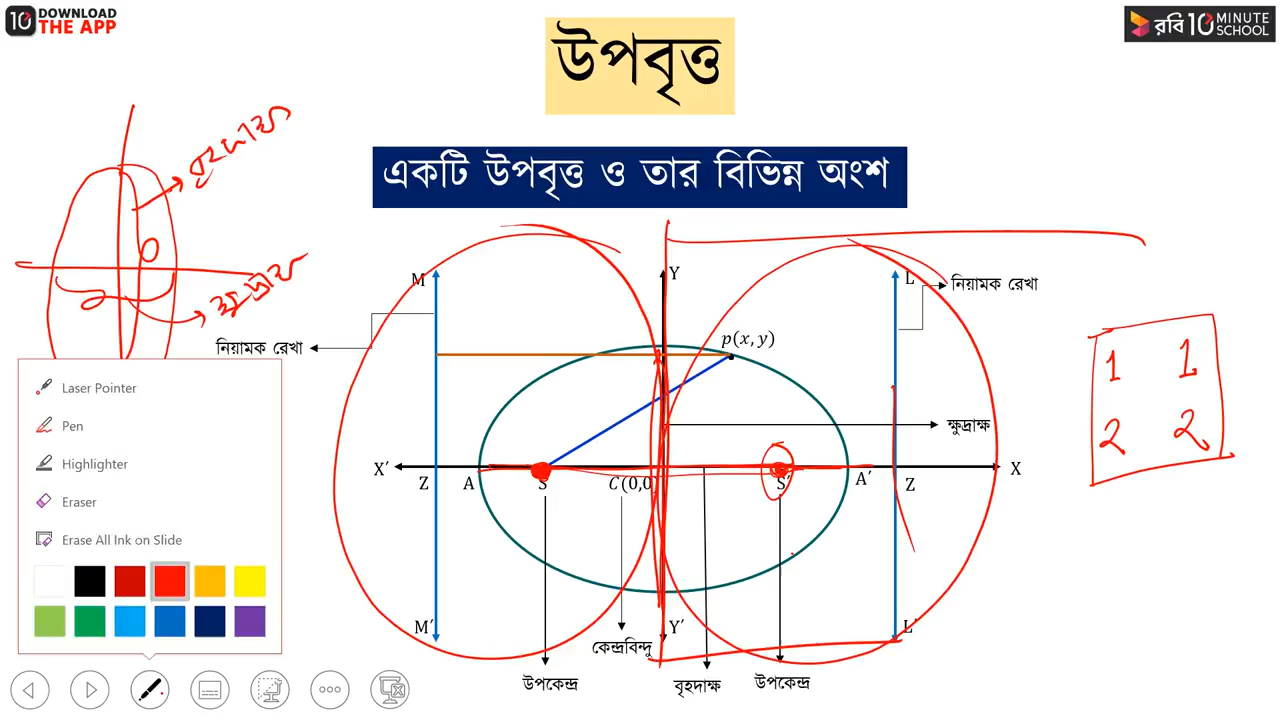 10 DOWNLOAD THE APP
রবি 10 MINUTE SCHOOL
উপবৃত্ত
একটি উপবৃত্ত ও তার বিভিন্ন অংশ
M
Y
L
নিয়ামক রেখা
নিয়ামক রেখা
p(x, y)
1 1
2 2
ক্ষুদ্রাক্ষ
X′
Z
A
S
C(0,0)
S′
A′
Z
X
M′
Y′
L′
কেন্দ্রবিন্দু
উপকেন্দ্র
বৃহদাক্ষ
উপকেন্দ্র
Laser Pointer
Pen
Highlighter
Eraser
Erase All Ink on Slide